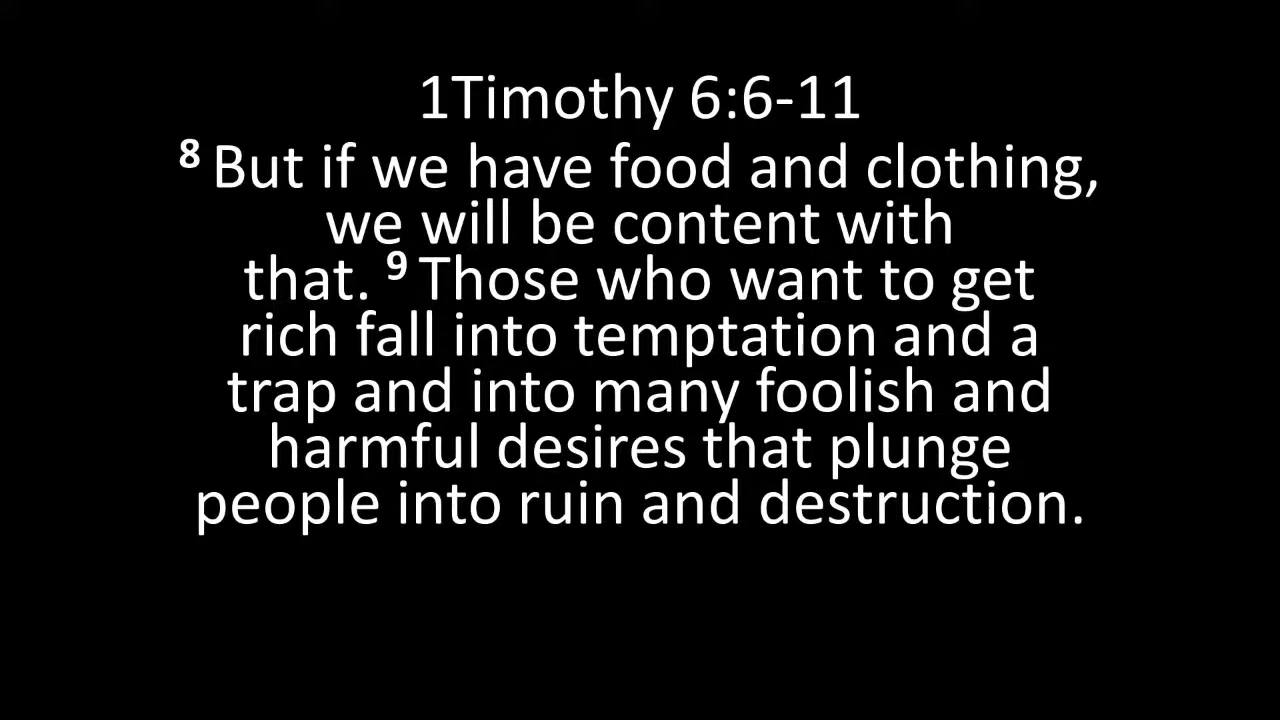 1Timothy 6:6-11
8 But if we have food and clothing,
we will be content with
that. 9 Those who want to get
rich fall into temptation and a
trap and into many foolish and
harmful desires that plunge
people into ruin and destruction.